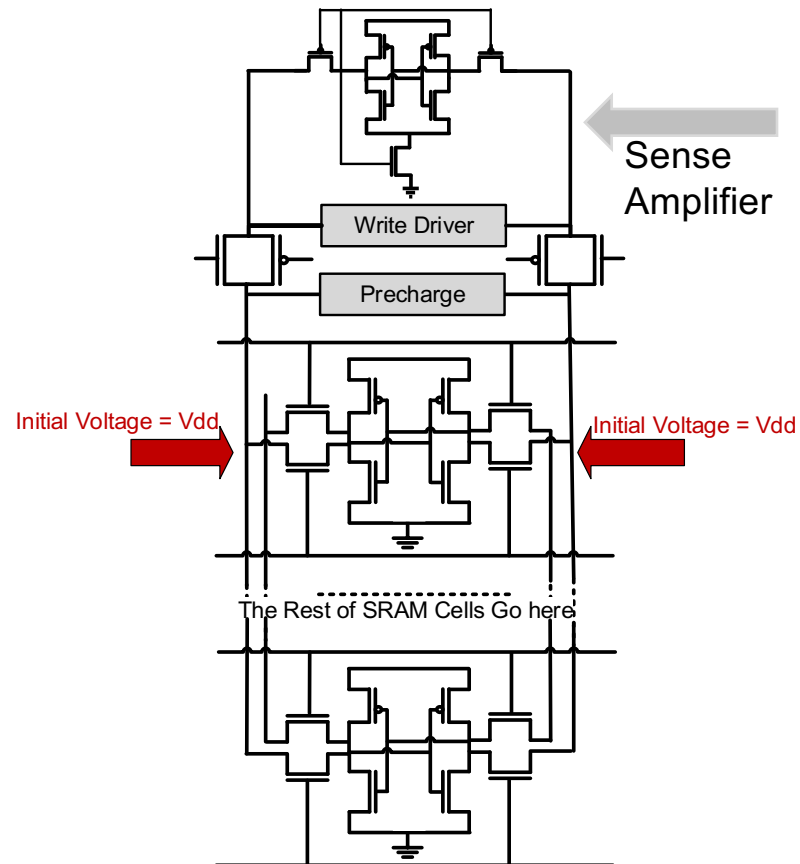 Sense
Amplifier
Write Driver
Precharge
Initial Voltage = Vdd
Initial Voltage = Vdd
The Rest of SRAM Cells Go here